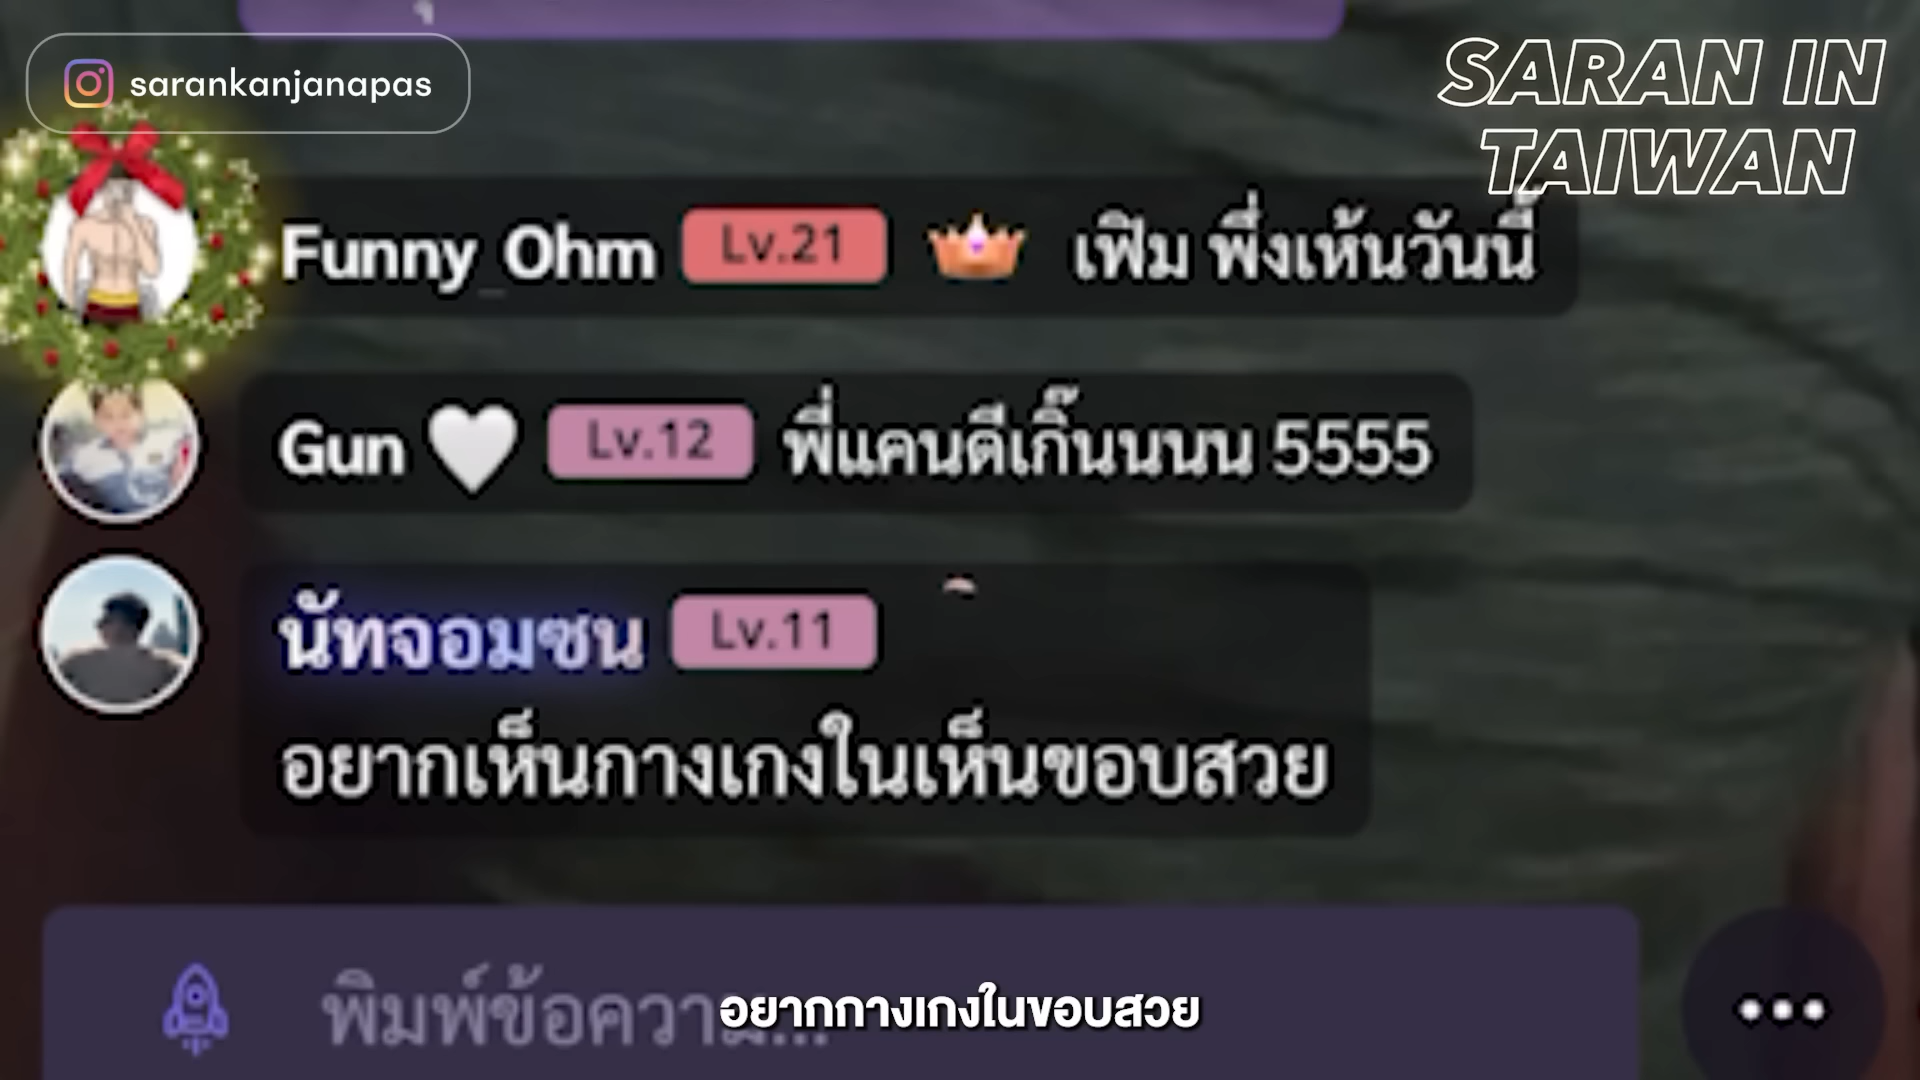 sarankanjanapas
SARAN IN
TAIWAN
Funny_Ohm Lv.21 เฟิม พึ่งเห้นวันนี้
Gun Lv.12 พี่แคนดีเกิ๊นนนน 5555
นัทจอมซน Lv.11
อยากเห็นกางเกงในเห็นขอบสวย
พิมพ์ข้อความ...
อยากกางเกงในขอบสวย